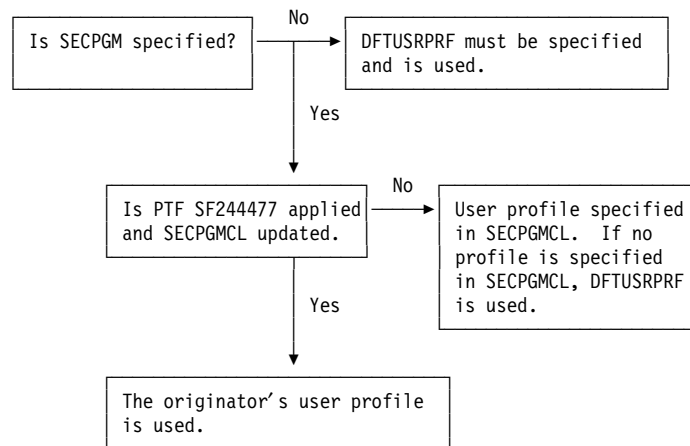 No
Is SECPGM specified?
DFTUSRPRF must be specified
and is used.
Yes
No
Is PTF SF244477 applied
and SECPGMCL updated.
User profile specified
in SECPGMCL. If no
profile is specified
in SECPGMCL, DFTUSRPRF
is used.
Yes
The originator's user profile
is used.